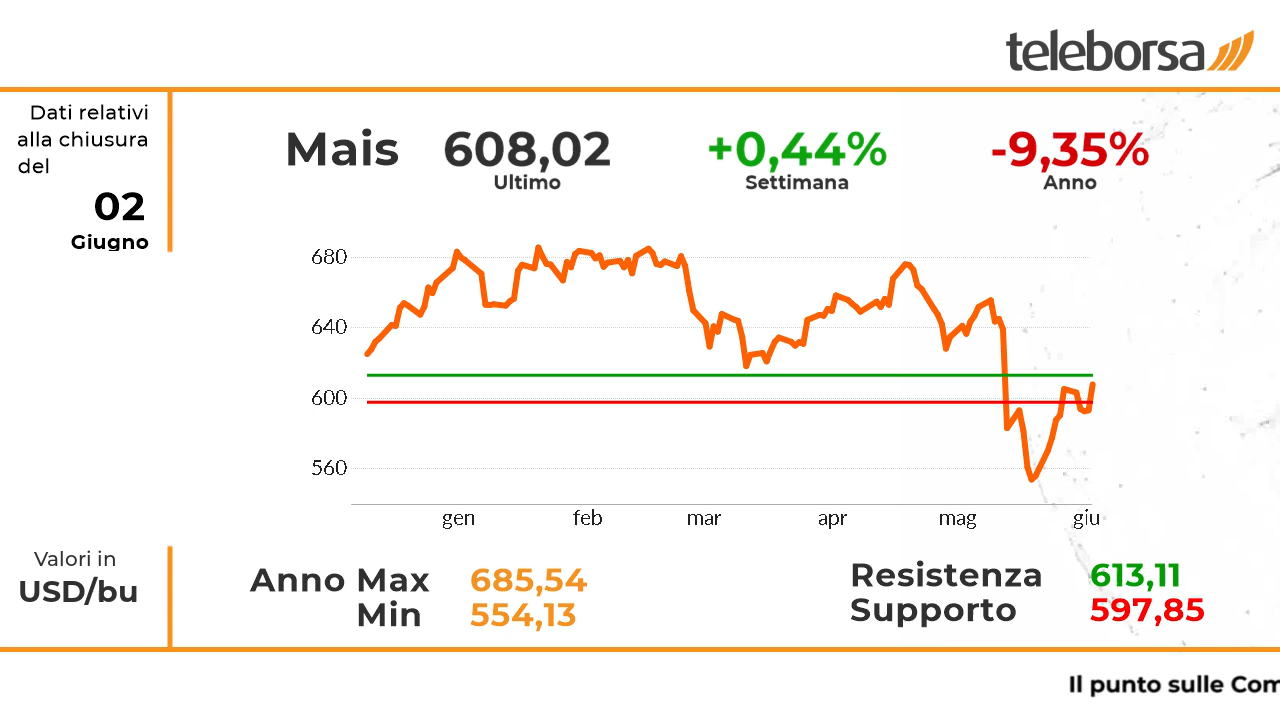 teleborsa
Dati relativi
alla chiusura
del
02
Giugno
Mais 608,02 +0,44% -9,35%
Ultimo Settimana Anno
680
640
600
560
gen feb mar apr mag giu
Valori in
USD/bu
Anno Max 685,54
Min 554,13
Resistenza 613,11
Supporto 597,85
Il punto sulle Com